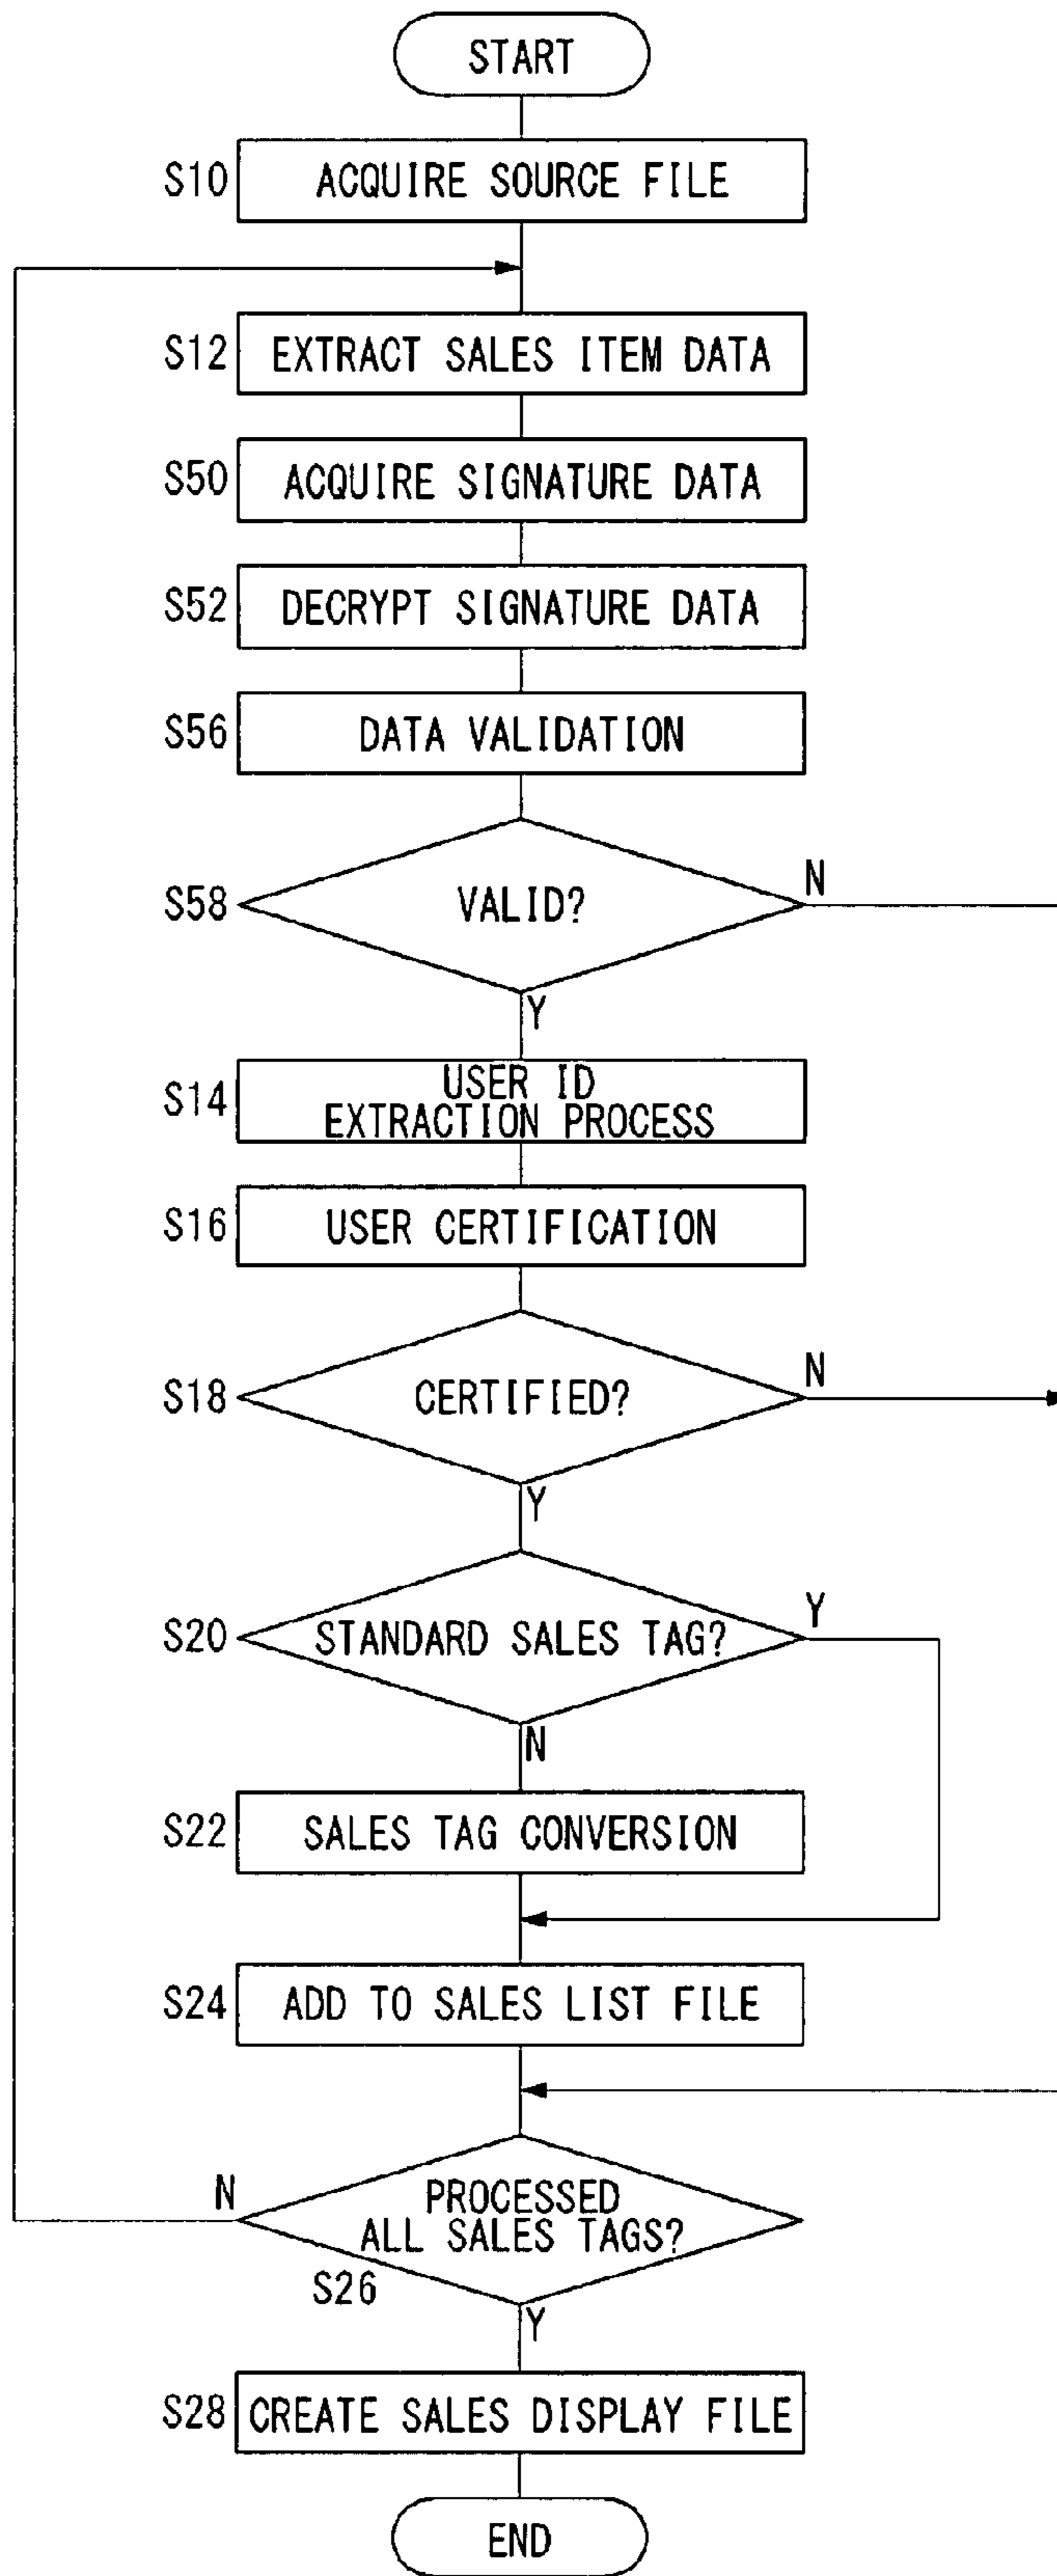 START
S10 ACQUIRE SOURCE FILE
S12 EXTRACT SALES ITEM DATA
S50 ACQUIRE SIGNATURE DATA
S52 DECRYPT SIGNATURE DATA
S56 DATA VALIDATION
N
S58 VALID?
Y
USER ID
S14
EXTRACTION PROCESS
S16 USER CERTIFICATION
N
S18 CERTIFIED?
Y
Y
S20 STANDARD SALES TAG?
N
S22 SALES TAG CONVERSION
S24 ADD TO SALES LIST FILE
N PROCESSED
ALL SALES TAGS?
S26
Y
S28 CREATE SALES DISPLAY FILE
END